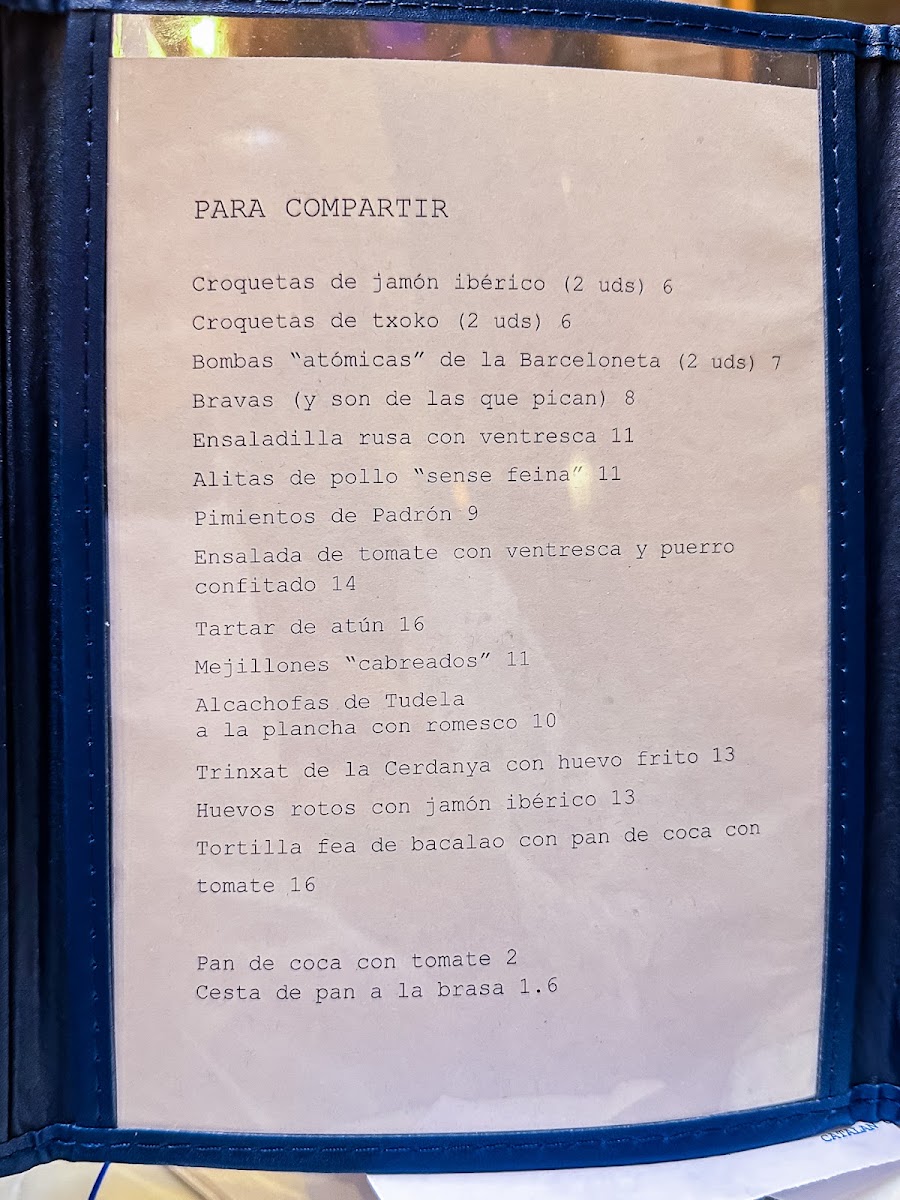 PARA COMPARTIR
Croquetas de jamón ibérico (2 uds) 6
Croquetas de txoko (2 uds) 6
Bombas “atómicas” de la Barceloneta (2 uds) 7
Bravas (y son de las que pican) 8
Ensaladilla rusa con ventresca 11
Alitas de pollo “sense feina” 11
Pimientos de Padrón 9
Ensalada de tomate con ventresca y puerro
confitado 14
Tartar de atún 16
Mejillones “cabreados” 11
Alcachofas de Tudela
a la plancha con romesco 10
Trinxat de la Cerdanya con huevo frito 13
Huevos rotos con jamón ibérico 13
Tortilla fea de bacalao con pan de coca con
tomate 16
Pan de coca con tomate 2
Cesta de pan a la brasa 1.6
CATALAN